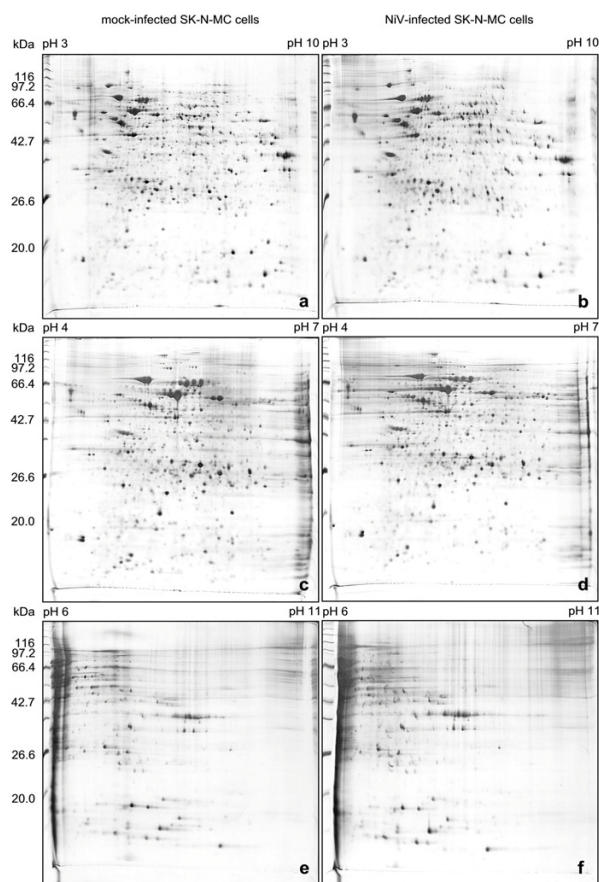 mock-infected SK-N-MC cells NiV-infected SK-N-MC cells
kDa pH 3 pH 10 pH 3 pH 10
116
97.2
66.4
42.7
26.6
20.0
a b
kDa pH 4 pH 7 pH 4 pH 7
116
97.2
66.4
42.7
26.6
20.0
c d
kDa pH 6 pH 11 pH 6 pH 11
116
97.2
66.4
42.7
26.6
20.0
e f